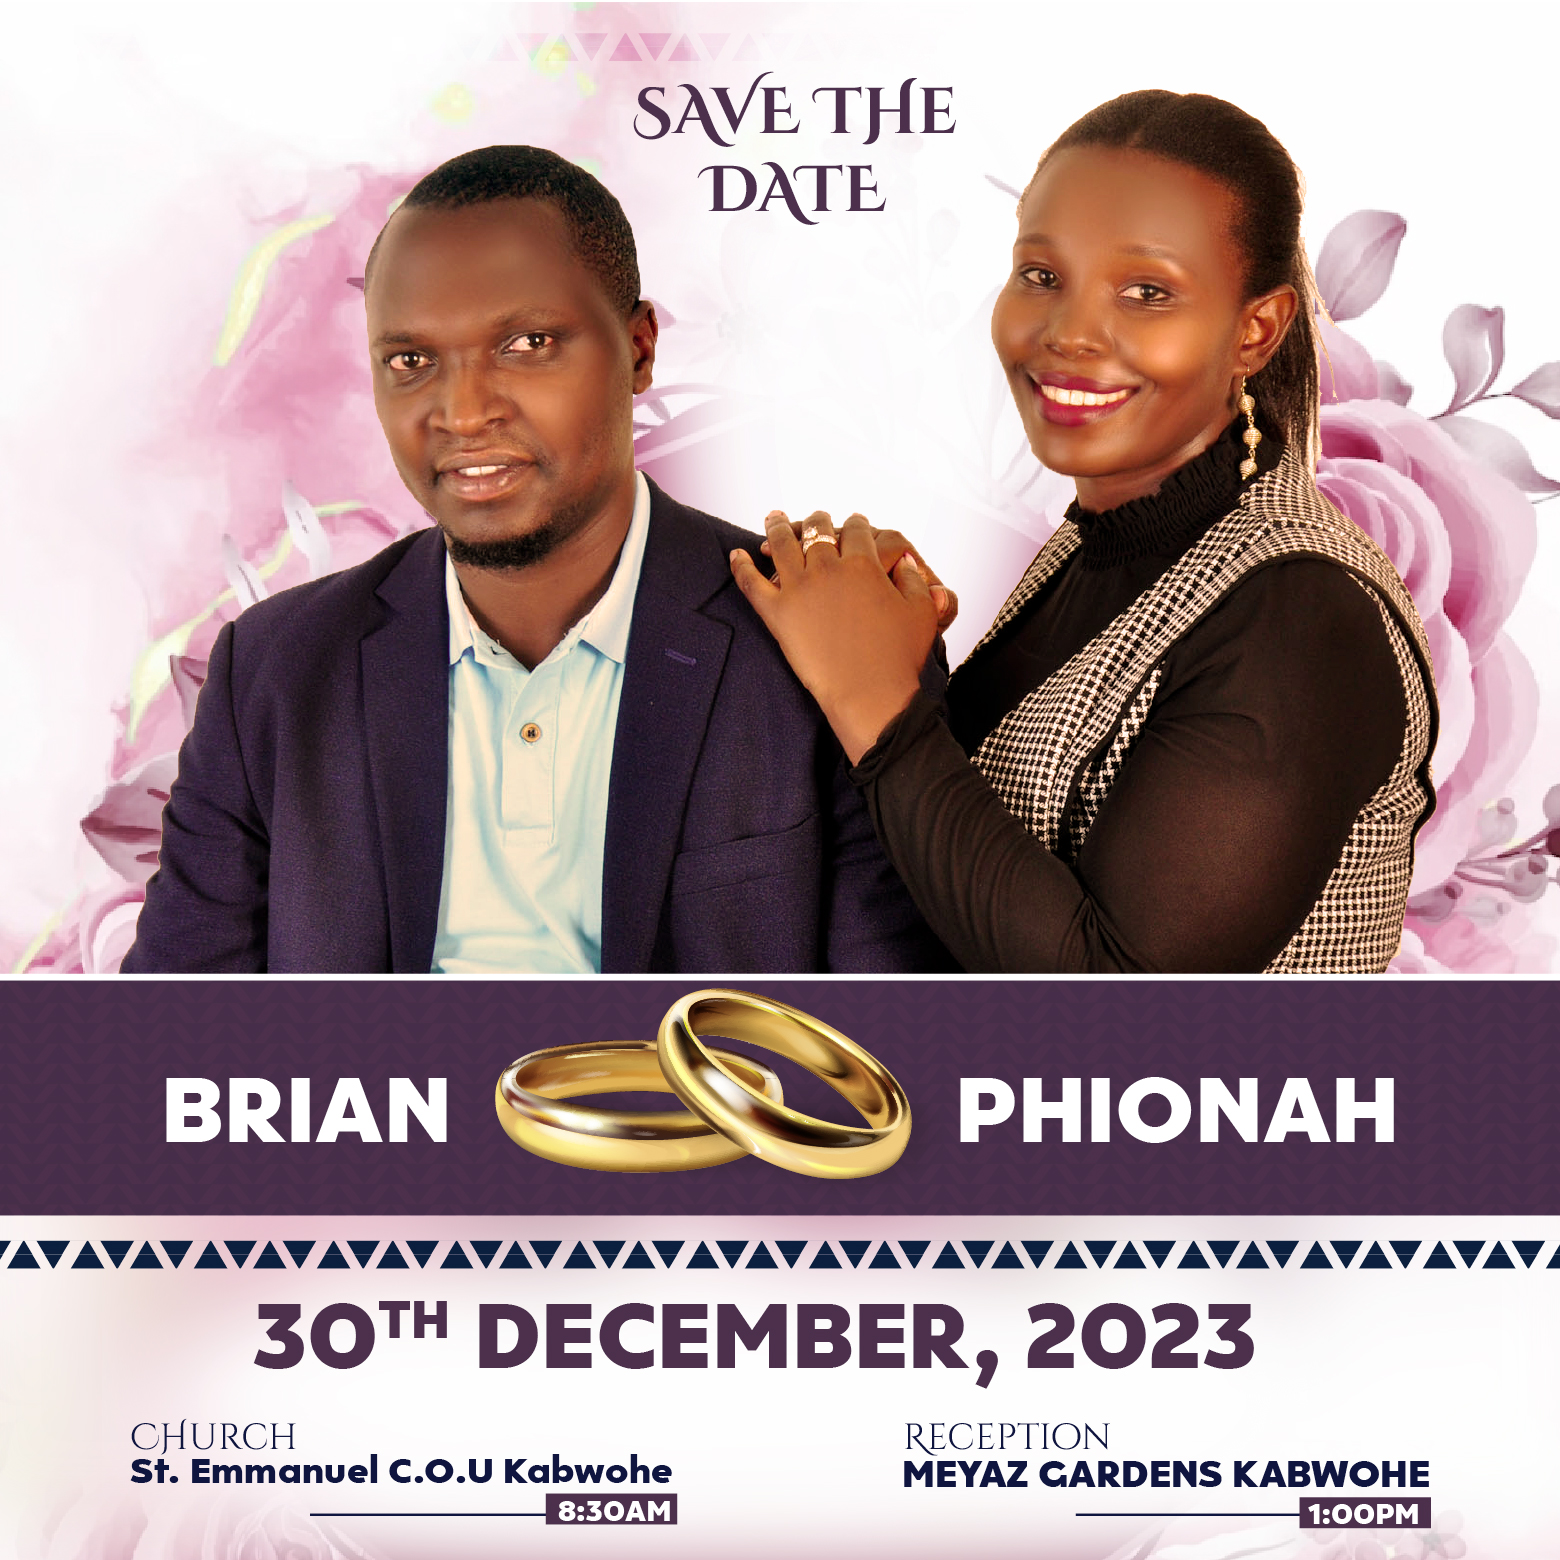 SAVE THE
DATE
BRIAN
PHIONAH
30TH DECEMBER, 2023
CHURCH
St. Emmanuel C.O.U Kabwohe
8:30AM
RECEPTION
MEYAZ GARDENS KABWOHE
1:00PM